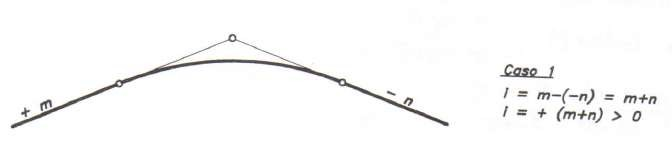 + m
- n
Caso 1
i = m-(-n) = m+n
i = + (m+n) > 0